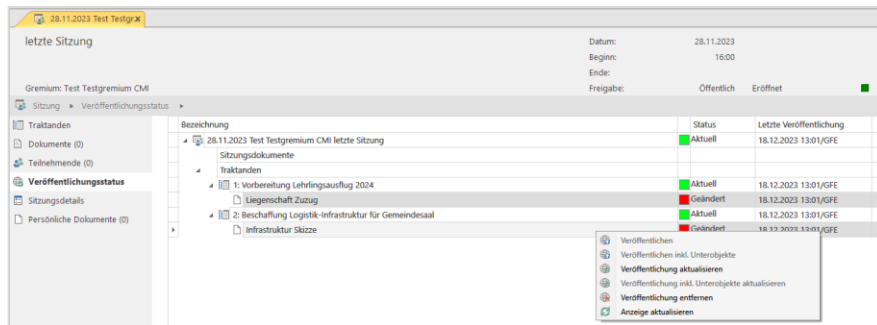 28.11.2023 Test Testgrx
letzte Sitzung
Datum: 28.11.2023
Beginn: 16:00
Ende:
Gremium: Test Testgremium CMI
Freigabe: Öffentlich Eröffnet
Sitzung Veröffentlichungsstatus
Traktanden
Dokumente (0)
Teilnehmende (0)
Veröffentlichungsstatus
Sitzungsdetails
Persönliche Dokumente (0)
Bezeichnung Status Letzte Veröffentlichung
28.11.2023 Test Testgremium CMI letzte Sitzung Aktuell 18.12.2023 13:01/GFE
Sitzungsdokumente
Traktanden
1: Vorbereitung Lehrlingsausflug 2024 Aktuell 18.12.2023 13:01/GFE
Liegenschaft Zuzug Geändert 18.12.2023 13:01/GFE
2: Beschaffung Logistik-Infrastruktur für Gemeindesaal Aktuell 18.12.2023 13:01/GFE
Infrastruktur Skizze Geändert 18.12.2023 13:01/GFE
Veröffentlichen
Veröffentlichen inkl. Unterobjekte
Veröffentlichung aktualisieren
Veröffentlichung inkl. Unterobjekte aktualisieren
Veröffentlichung entfernen
Anzeige aktualisieren